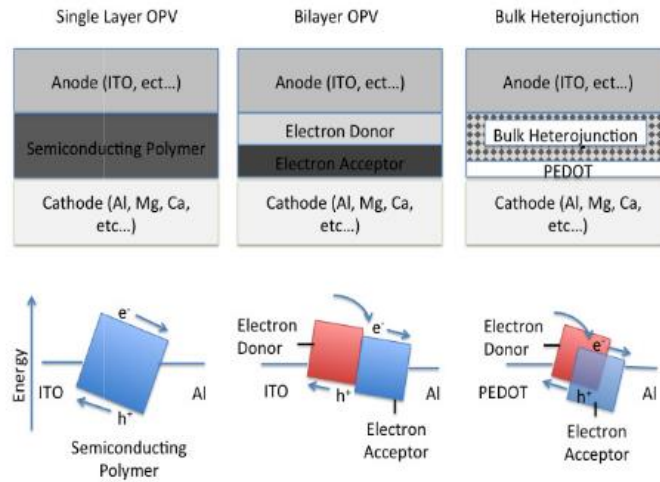 Single Layer OPV
Bilayer OPV
Bulk Heterojunction
Anode (ITO, ect...)
Anode (ITO, ect...)
Anode (ITO, ect...)
Semiconducting Polymer
Electron Donor
Electron Acceptor
Bulk Heterojunction
PEDOT
Cathode (Al, Mg, Ca,
etc...)
Cathode (Al, Mg, Ca,
etc...)
Cathode (Al, Mg, Ca,
etc...)
Energy
e-
ITO
Al
h+
Semiconducting
Polymer
Electron
Donor
e-
ITO
Al
h+
Electron
Acceptor
Electron
Donor
e-
PEDOT
Al
h+
Electron
Acceptor